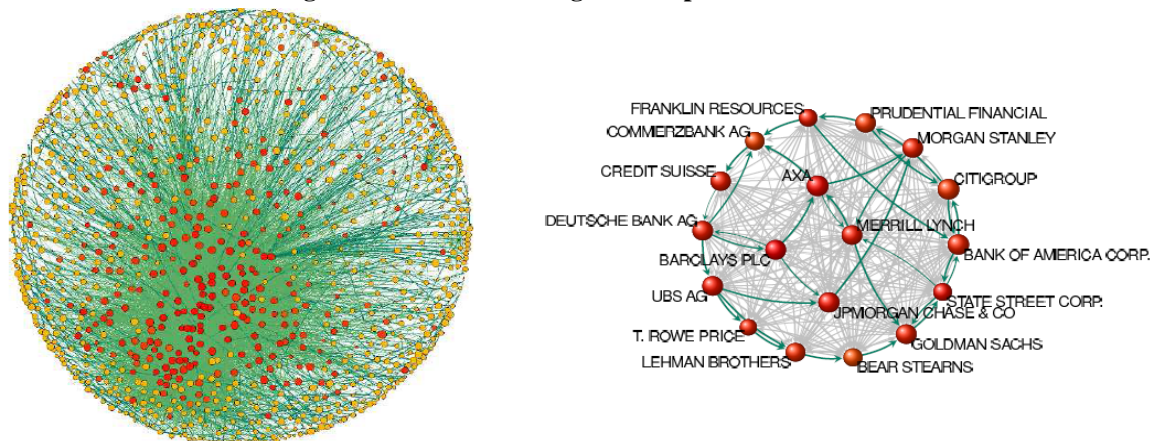 FRANKLIN RESOURCES
PRUDENTIAL FINANCIAL
COMMERZBANK AG
MORGAN STANLEY
CREDIT SUISSE
AXA
CITIGROUP
DEUTSCHE BANK AG
MERRILL LYNCH
BANK OF AMERICA CORP.
BARCLAYS PLC
UBS AG
STATE STREET CORP.
JPMORGAN CHASE & CO
T. ROWE PRICE
GOLDMAN SACHS
LEHMAN BROTHERS
BEAR STEARNS